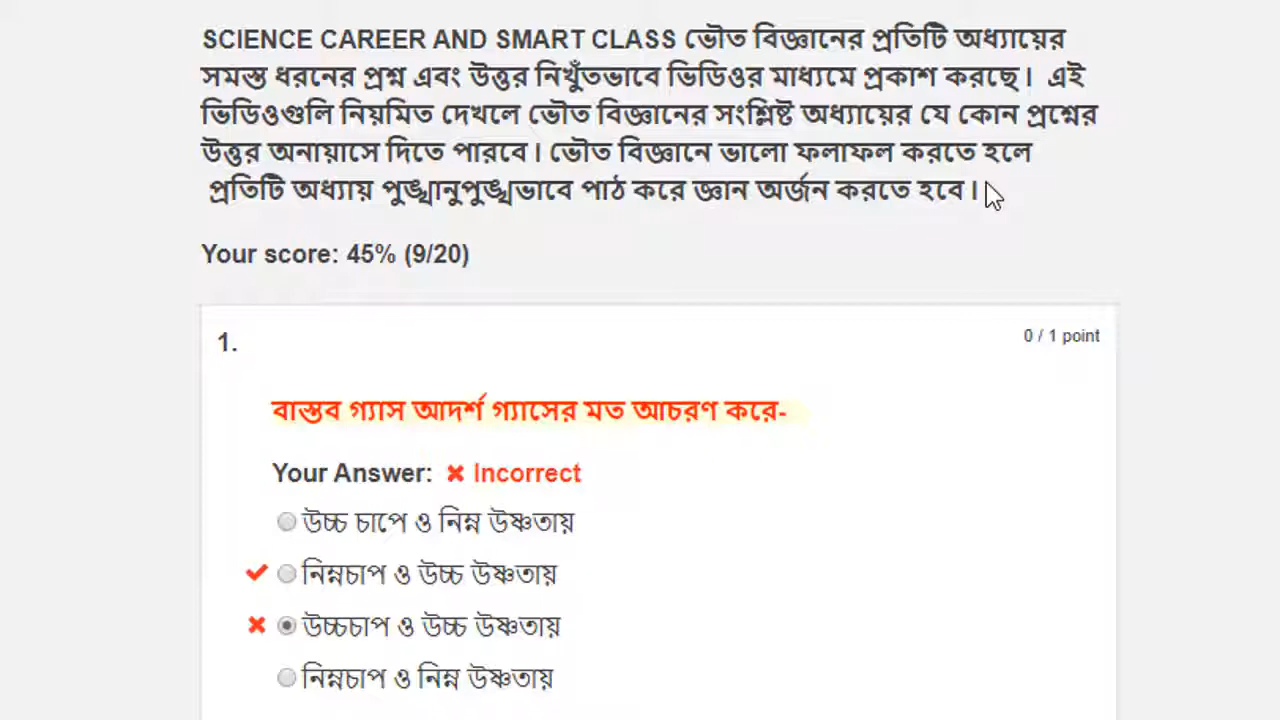 SCIENCE CAREER AND SMART CLASS ভৌত বিজ্ঞানের প্রতিটি অধ্যায়ের
সমস্ত ধরনের প্রশ্ন এবং উত্তর নিখুঁতভাবে ভিডিওর মাধ্যমে প্রকাশ করছে। এই
ভিডিওগুলি নিয়মিত দেখলে ভৌত বিজ্ঞানের সংশ্লিষ্ট অধ্যায়ের যে কোন প্রশ্নের
উত্তর অনায়াসে দিতে পারবে। ভৌত বিজ্ঞানে ভালো ফলাফল করতে হলে
প্রতিটি অধ্যায় পুঙ্খানুপুঙ্খভাবে পাঠ করে জ্ঞান অর্জন করতে হবে।
Your score: 45% (9/20)
1.
0 / 1 point
বাস্তব গ্যাস আদর্শ গ্যাসের মত আচরণ করে-
Your Answer: ✖ Incorrect
উচ্চ চাপে ও নিম্ন উষ্ণতায়
নিম্নচাপ ও উচ্চ উষ্ণতায়
উচ্চচাপ ও উচ্চ উষ্ণতায়
নিম্নচাপ ও নিম্ন উষ্ণতায়